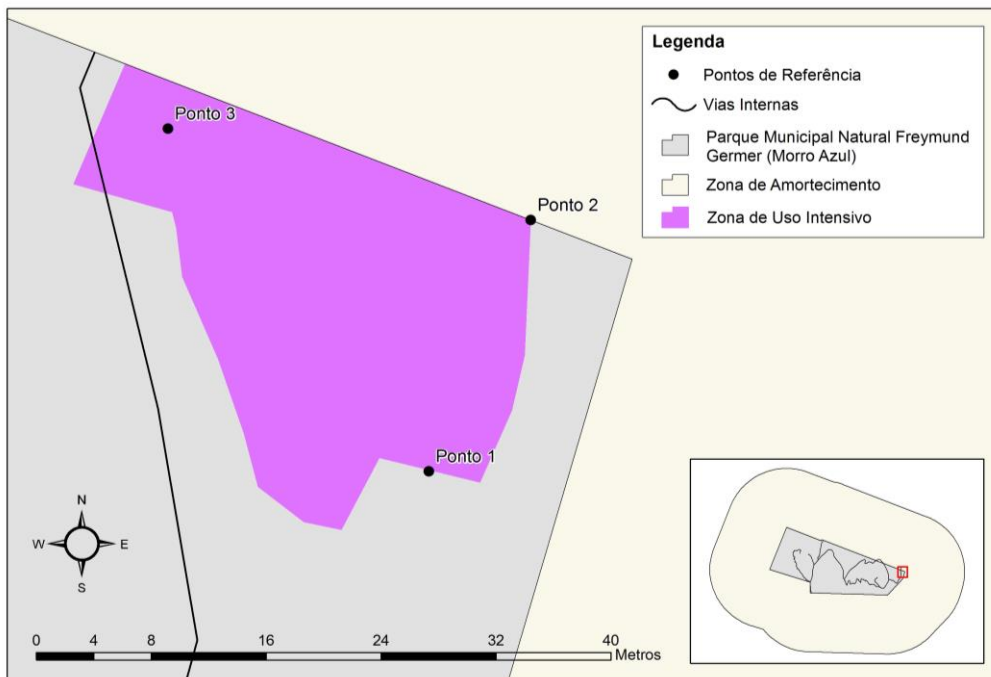 Legenda
Pontos de Referência
Vias Internas
Parque Municipal Natural Freymund
Germer (Morro Azul)
Zona de Amortecimento
Zona de Uso Intensivo
Ponto 3
Ponto 2
Ponto 1
N
W E
S
0 4 8 16 24 32 40
Metros